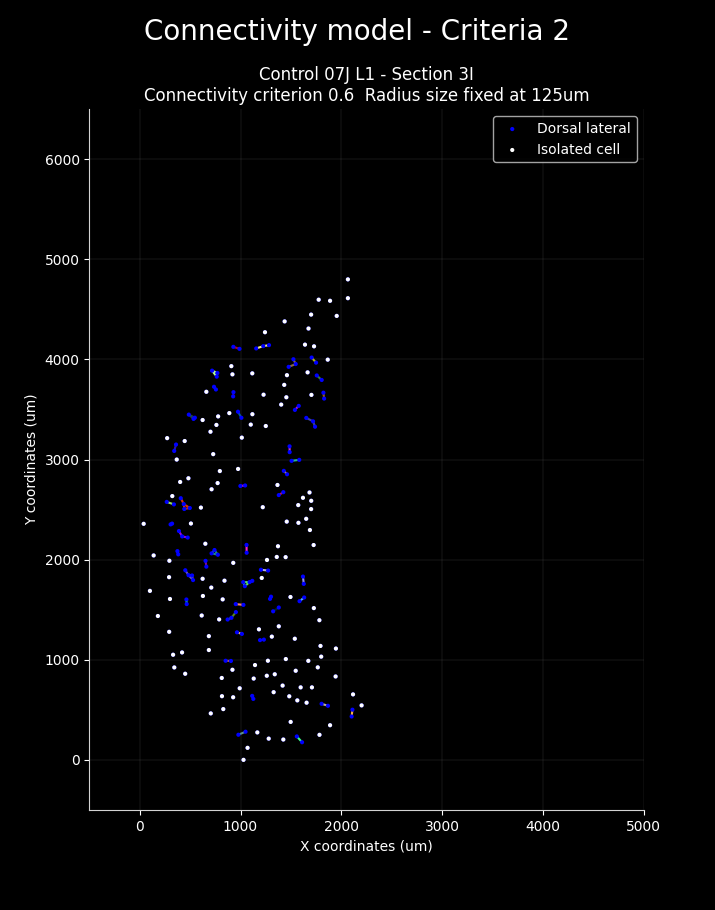 Connectivity model - Criteria 2
Control 07J L1 - Section 3I
Connectivity criterion 0.6  Radius size fixed at 125um
Dorsal lateral
Isolated cell
6000
5000
4000
3000
2000
1000
0
Y coordinates (um)
0 1000 2000 3000 4000 5000
X coordinates (um)